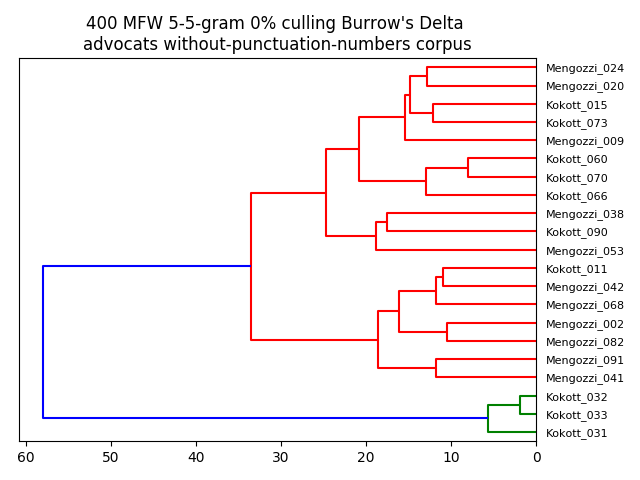 400 MFW 5-5-gram 0% culling Burrow's Delta
advocats without-punctuation-numbers corpus
Mengozzi_024
Mengozzi_020
Kokott_015
Kokott_073
Mengozzi_009
Kokott_060
Kokott_070
Kokott_066
Mengozzi_038
Kokott_090
Mengozzi_053
Kokott_011
Mengozzi_042
Mengozzi_068
Mengozzi_002
Mengozzi_082
Mengozzi_091
Mengozzi_041
Kokott_032
Kokott_033
Kokott_031
60 50 40 30 20 10 0